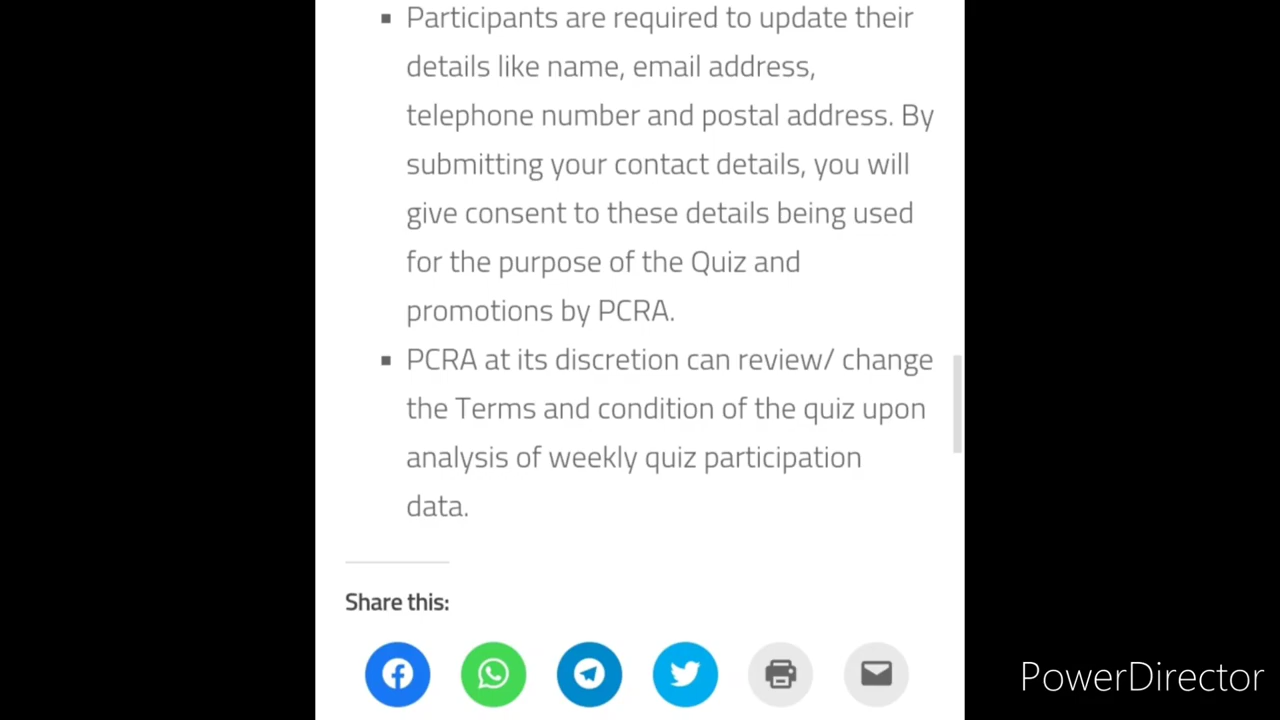 Participants are required to update their
details like name, email address,
telephone number and postal address. By
submitting your contact details, you will
give consent to these details being used
for the purpose of the Quiz and
promotions by PCRA.
PCRA at its discretion can review/ change
the Terms and condition of the quiz upon
analysis of weekly quiz participation
data.
Share this:
PowerDirector